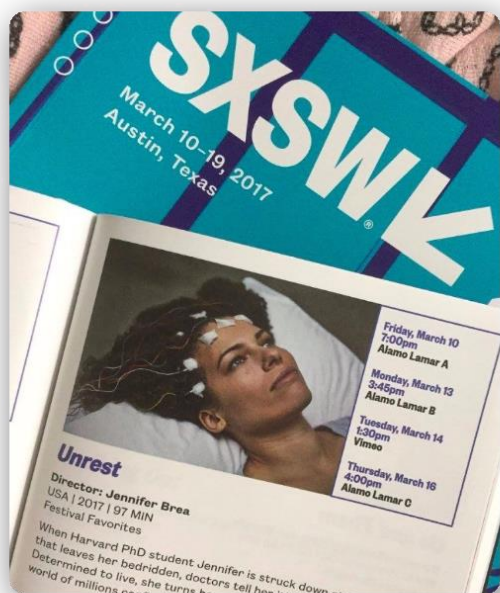 SXSW
®
March 10–19, 2017
Austin, Texas
Friday, March 10
7:00pm
Alamo Lamar A
Monday, March 13
3:45pm
Alamo Lamar B
Tuesday, March 14
1:30pm
Vimeo
Thursday, March 16
4:00pm
Alamo Lamar C
Unrest
Director: Jennifer Brea
USA | 2017 | 97 MIN
Festival Favorites
When Harvard PhD student Jennifer is struck down
that leaves her bedridden, doctors tell her
Determined to live, she turns
world of millions